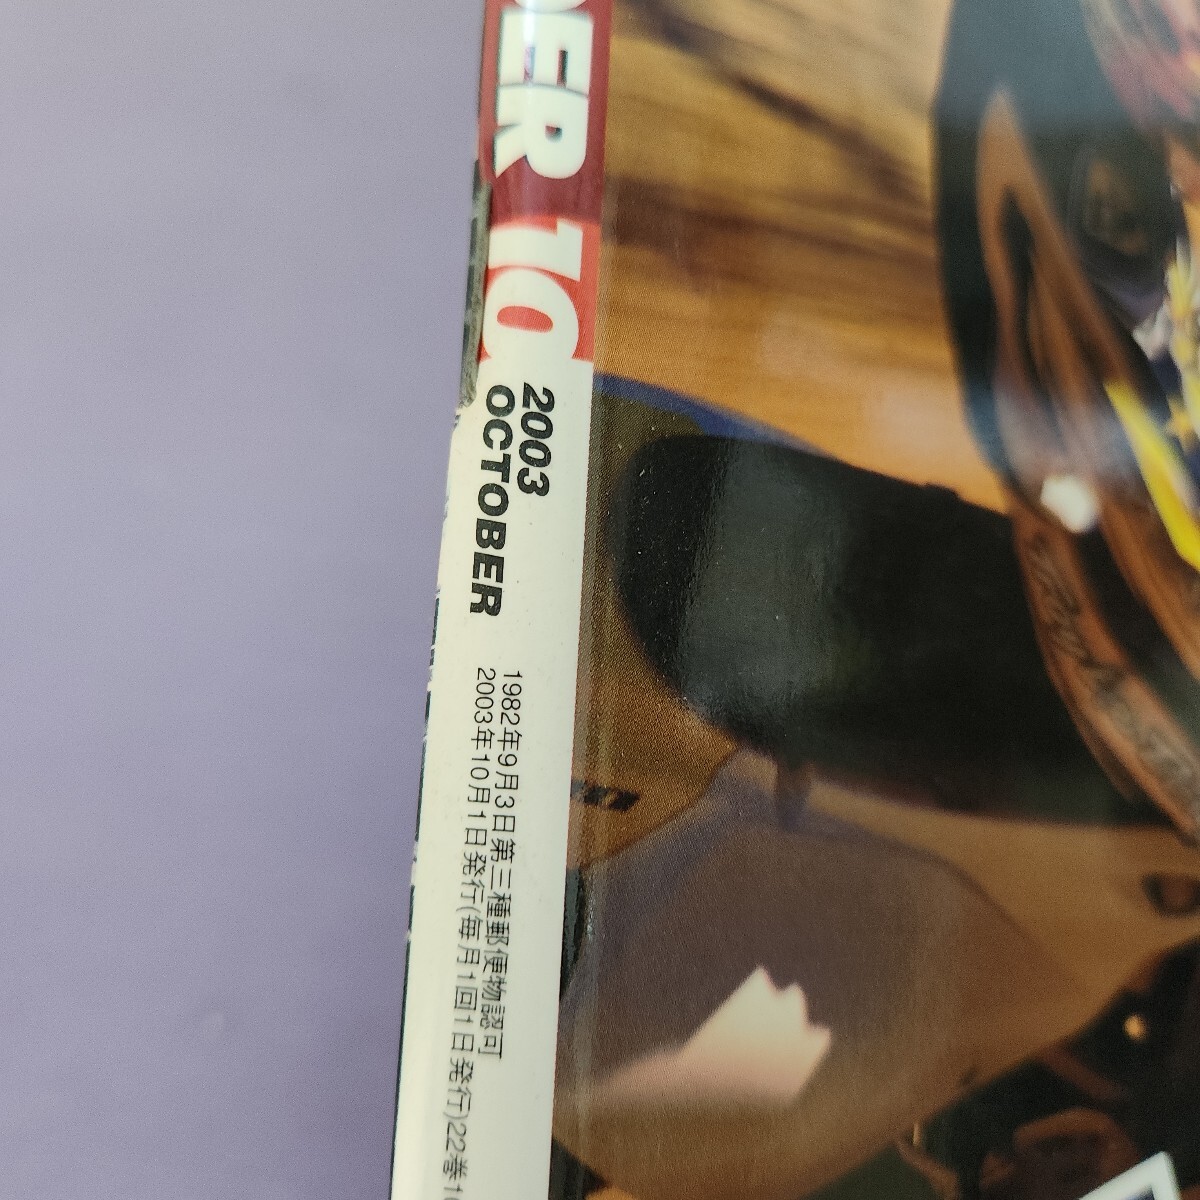 DER 10
2003
OCTOBER
1982年9月3日第三種郵便物認可
2003年10月1日発行(毎月1回1日発行)22巻1